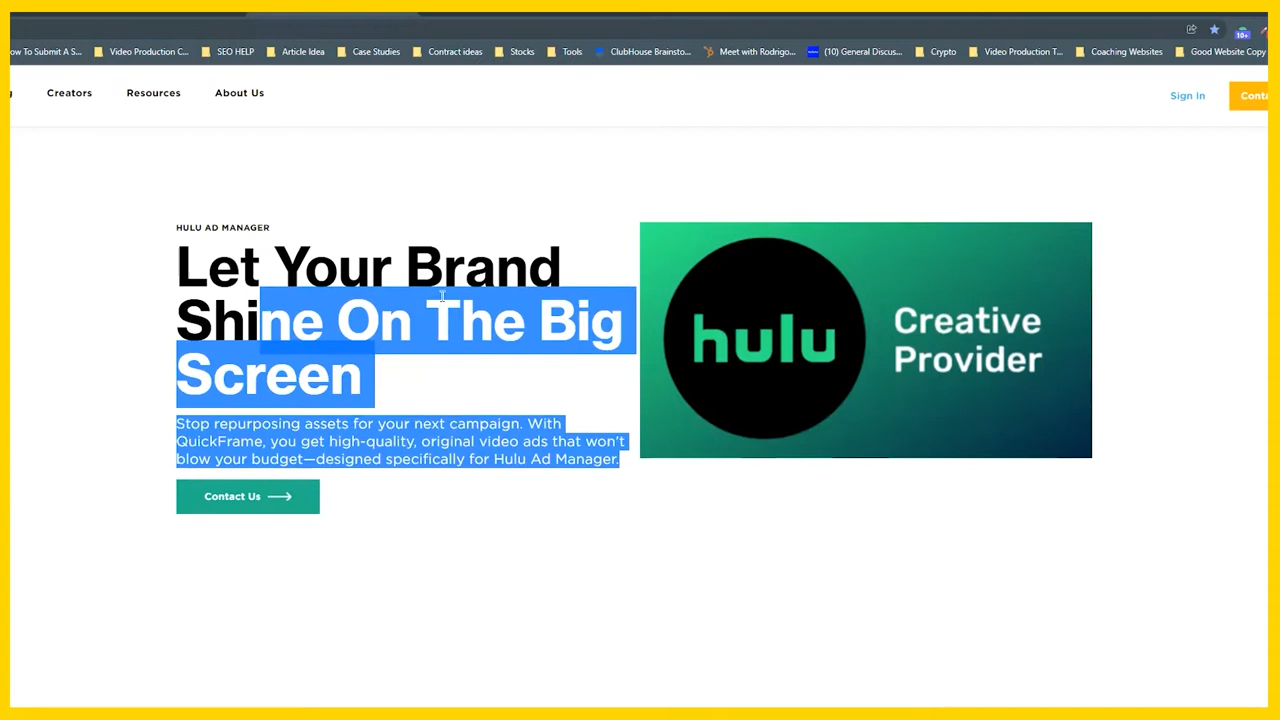 ow To Submit A S... Video Production C... SEO HELP Article Idea Case Studies Contract ideas Stocks Tools ClubHouse Brainsto... Meet with Rodrigo... (10) General Discus... Crypto Video Production T... Coaching Websites Good Website Copy
10+
g Creators Resources About Us Sign In Conta
HULU AD MANAGER
Let Your Brand
Shine On The Big
Screen
Stop repurposing assets for your next campaign. With
QuickFrame, you get high-quality, original video ads that won't
blow your budget—designed specifically for Hulu Ad Manager.
Contact Us
hulu
Creative
Provider